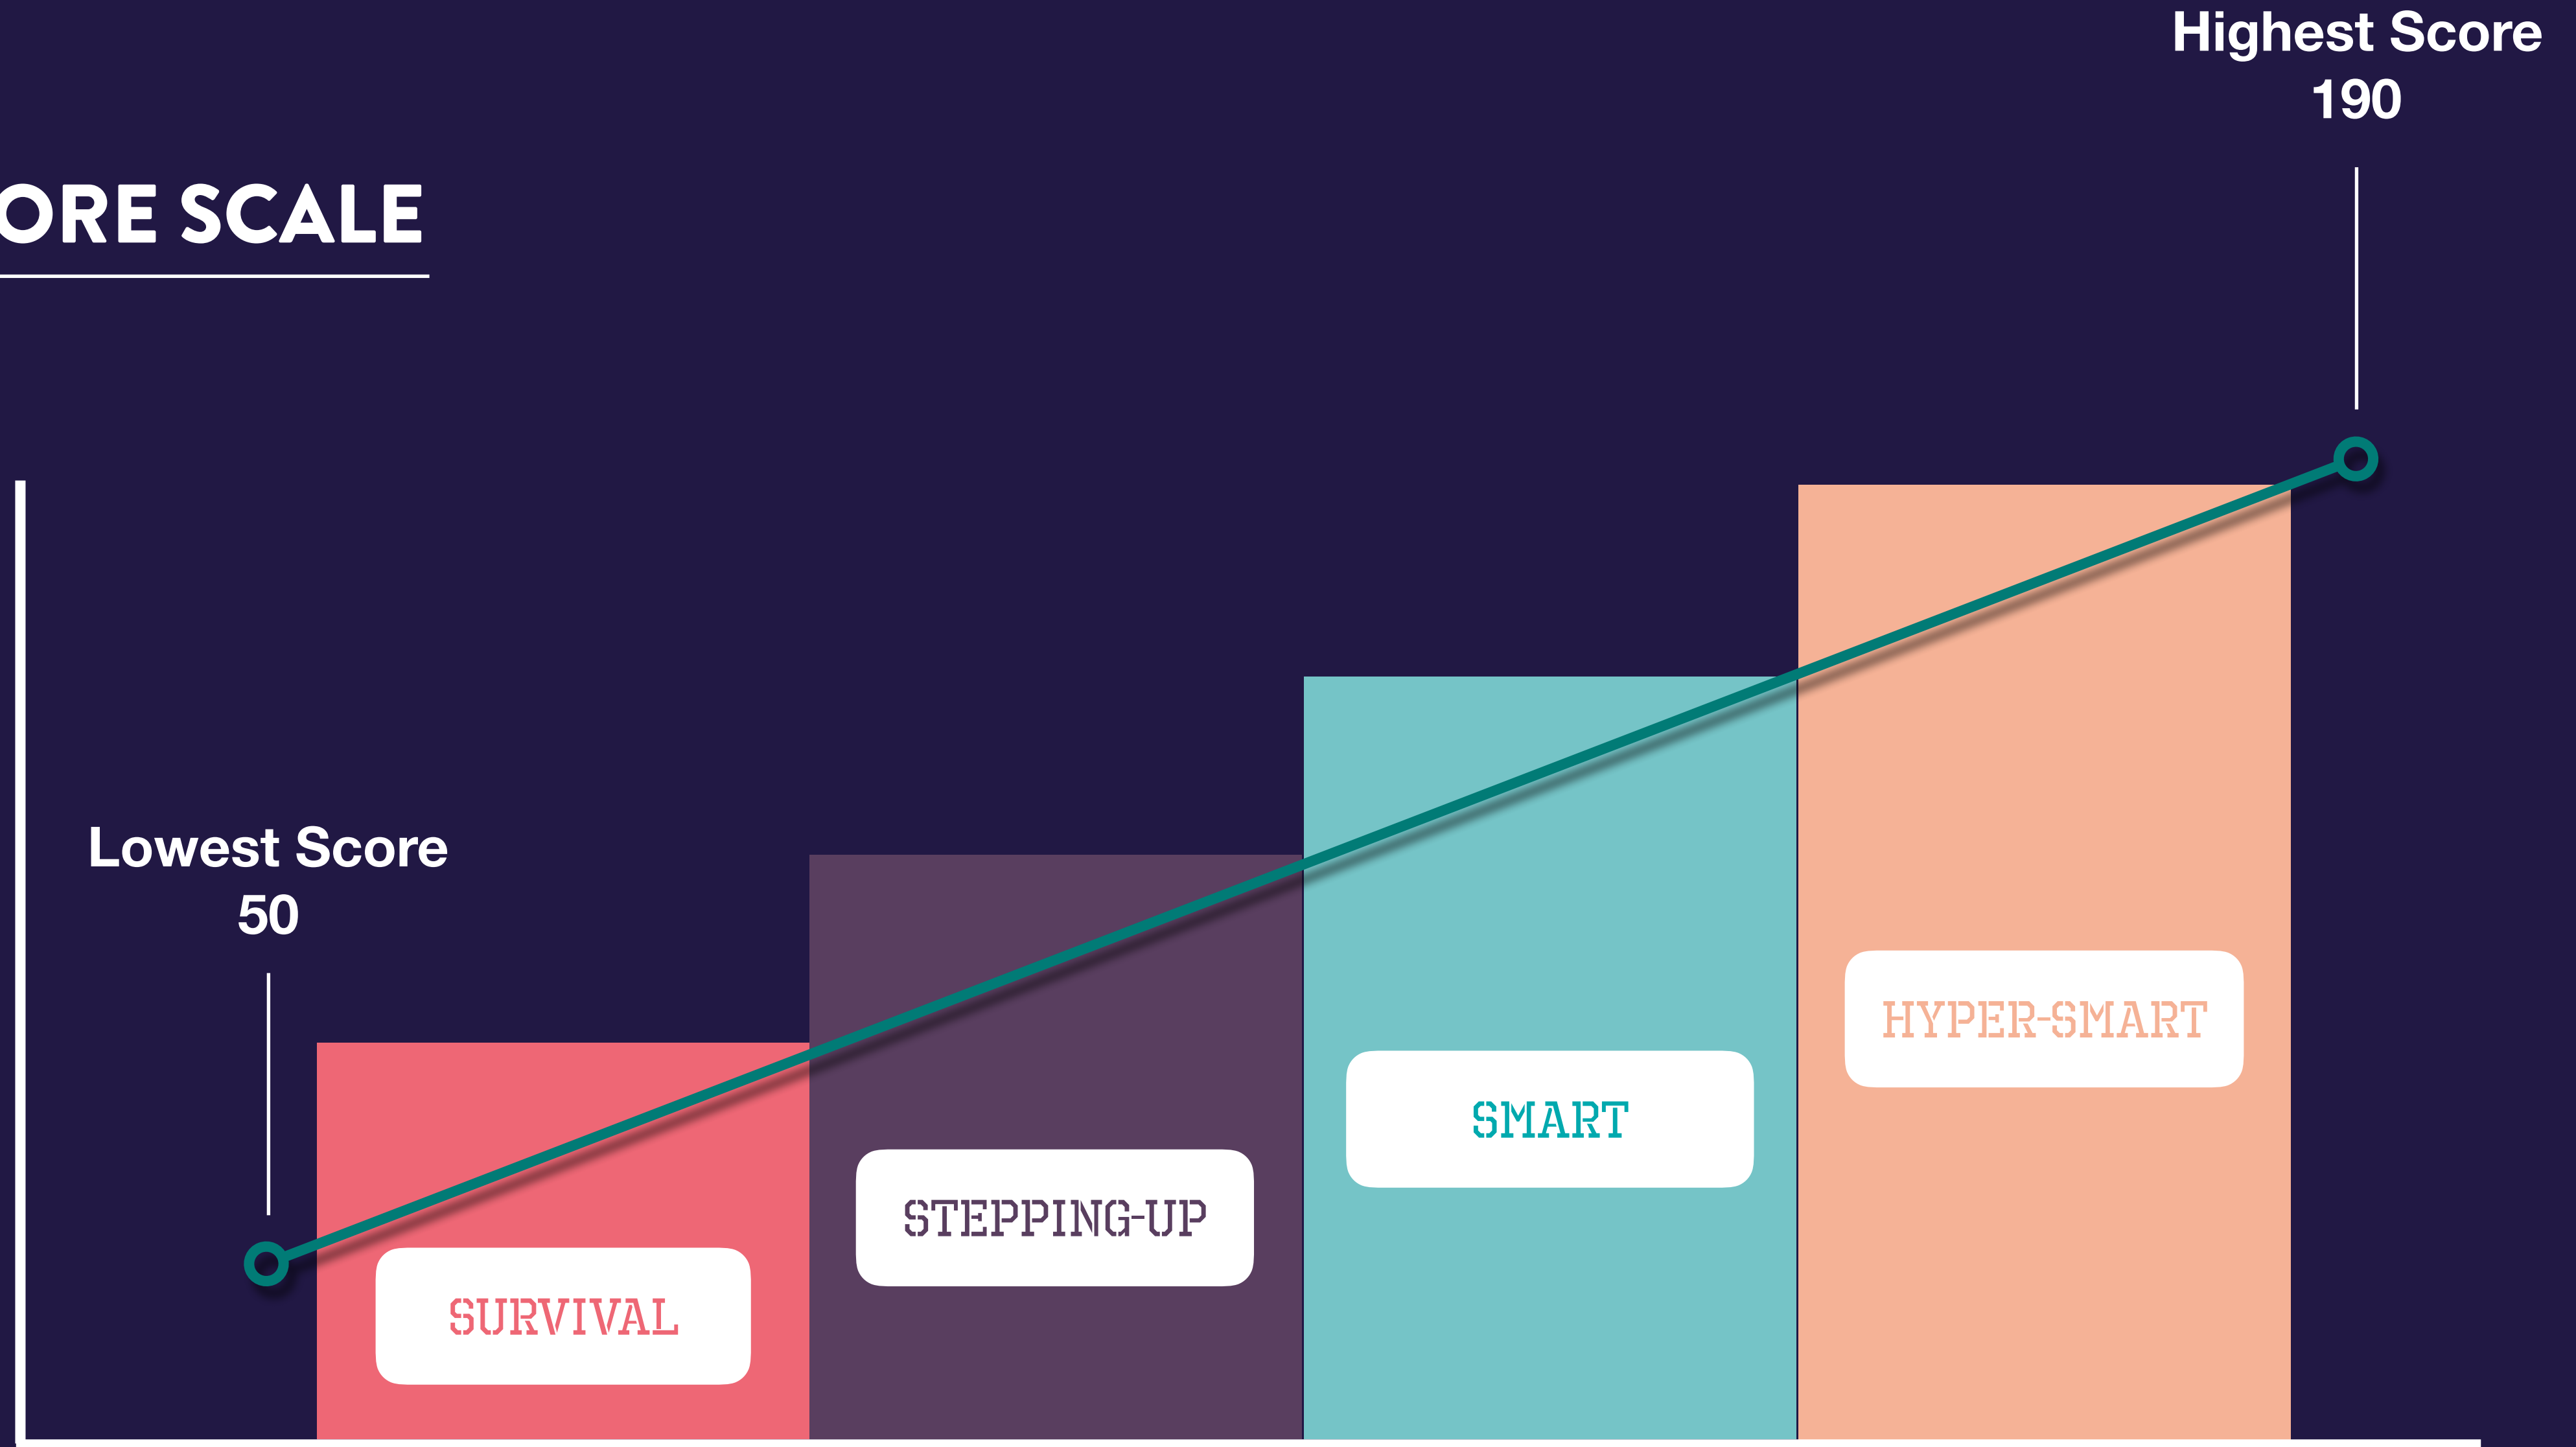 Highest Score
190
ORE SCALE
Lowest Score
50
HYPER-SMART
SMART
STEPPING-UP
SURVIVAL